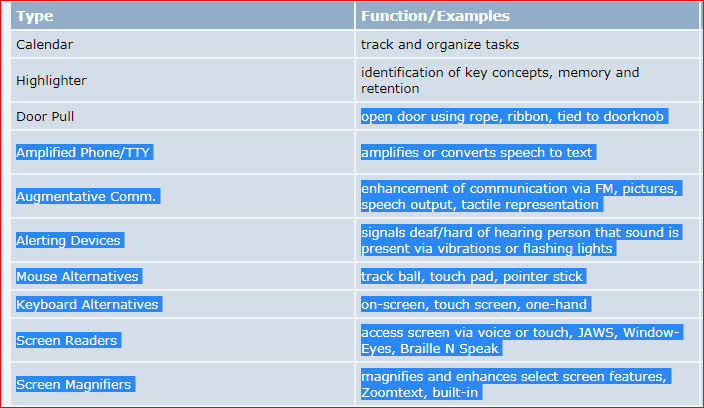 Type Function/Examples
Calendar track and organize tasks
Highlighter identification of key concepts, memory and
retention
Door Pull open door using rope, ribbon, tied to doorknob
Amplified Phone/TTY amplifies or converts speech to text
Augmentative Comm. enhancement of communication via FM, pictures,
speech output, tactile representation
Alerting Devices signals deaf/hard of hearing person that sound is
present via vibrations or flashing lights
Mouse Alternatives track ball, touch pad, pointer stick
Keyboard Alternatives on-screen, touch screen, one-hand
Screen Readers access screen via voice or touch, JAWS, Window-
Eyes, Braille N Speak
Screen Magnifiers magnifies and enhances select screen features,
Zoomtext, built-in